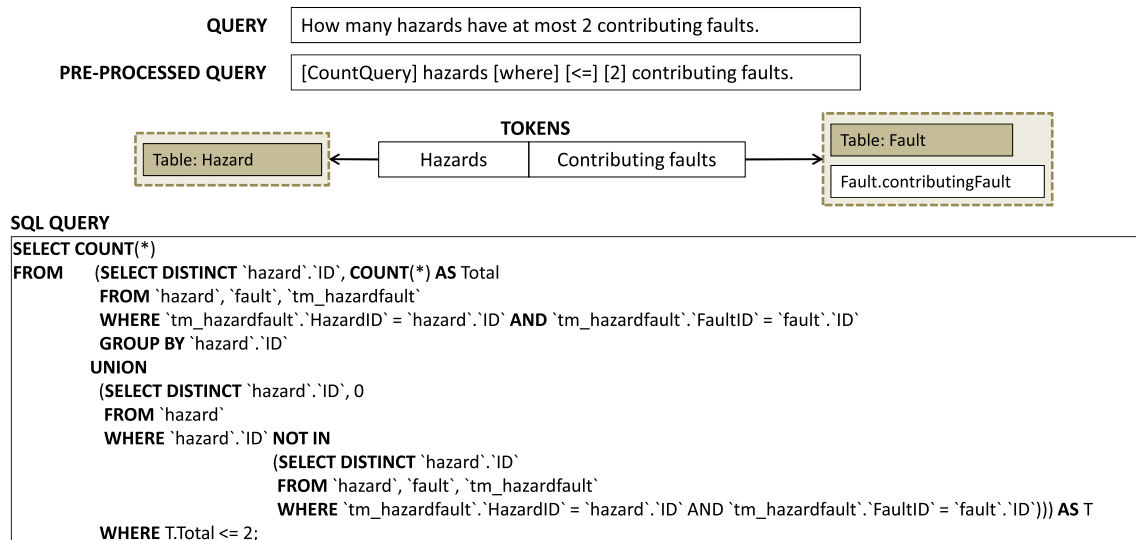 QUERY How many hazards have at most 2 contributing faults.
PRE-PROCESSED QUERY [CountQuery] hazards [where] [<=] [2] contributing faults.
TOKENS
Table: Hazard
Hazards Contributing faults
Table: Fault
Fault.contributingFault
SQL QUERY
SELECT COUNT(*)
FROM (SELECT DISTINCT `hazard`.`ID`, COUNT(*) AS Total
FROM `hazard`, `fault`, `tm_hazardfault`
WHERE `tm_hazardfault`.`HazardID` = `hazard`.`ID` AND `tm_hazardfault`.`FaultID` = `fault`.`ID`
GROUP BY `hazard`.`ID`
UNION
(SELECT DISTINCT `hazard`.`ID`, 0
FROM `hazard`
WHERE `hazard`.`ID` NOT IN
(SELECT DISTINCT `hazard`.`ID`
FROM `hazard`, `fault`, `tm_hazardfault`
WHERE `tm_hazardfault`.`HazardID` = `hazard`.`ID` AND `tm_hazardfault`.`FaultID` = `fault`.`ID`))) AS T
WHERE T.Total <= 2;